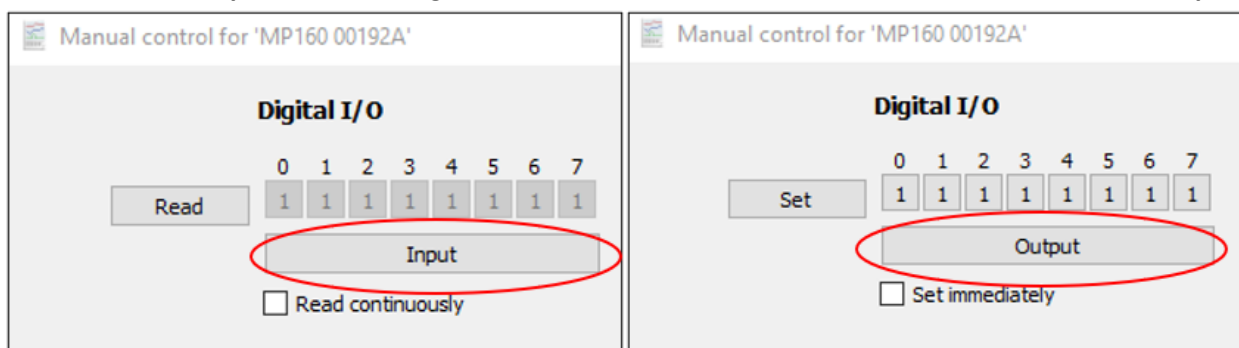 Manual control for 'MP160 00192A'
Digital I/O
0 1 2 3 4 5 6 7
Read 1 1 1 1 1 1 1 1
Input
Read continuously
Manual control for 'MP160 00192A'
Digital I/O
0 1 2 3 4 5 6 7
Set 1 1 1 1 1 1 1 1
Output
Set immediately